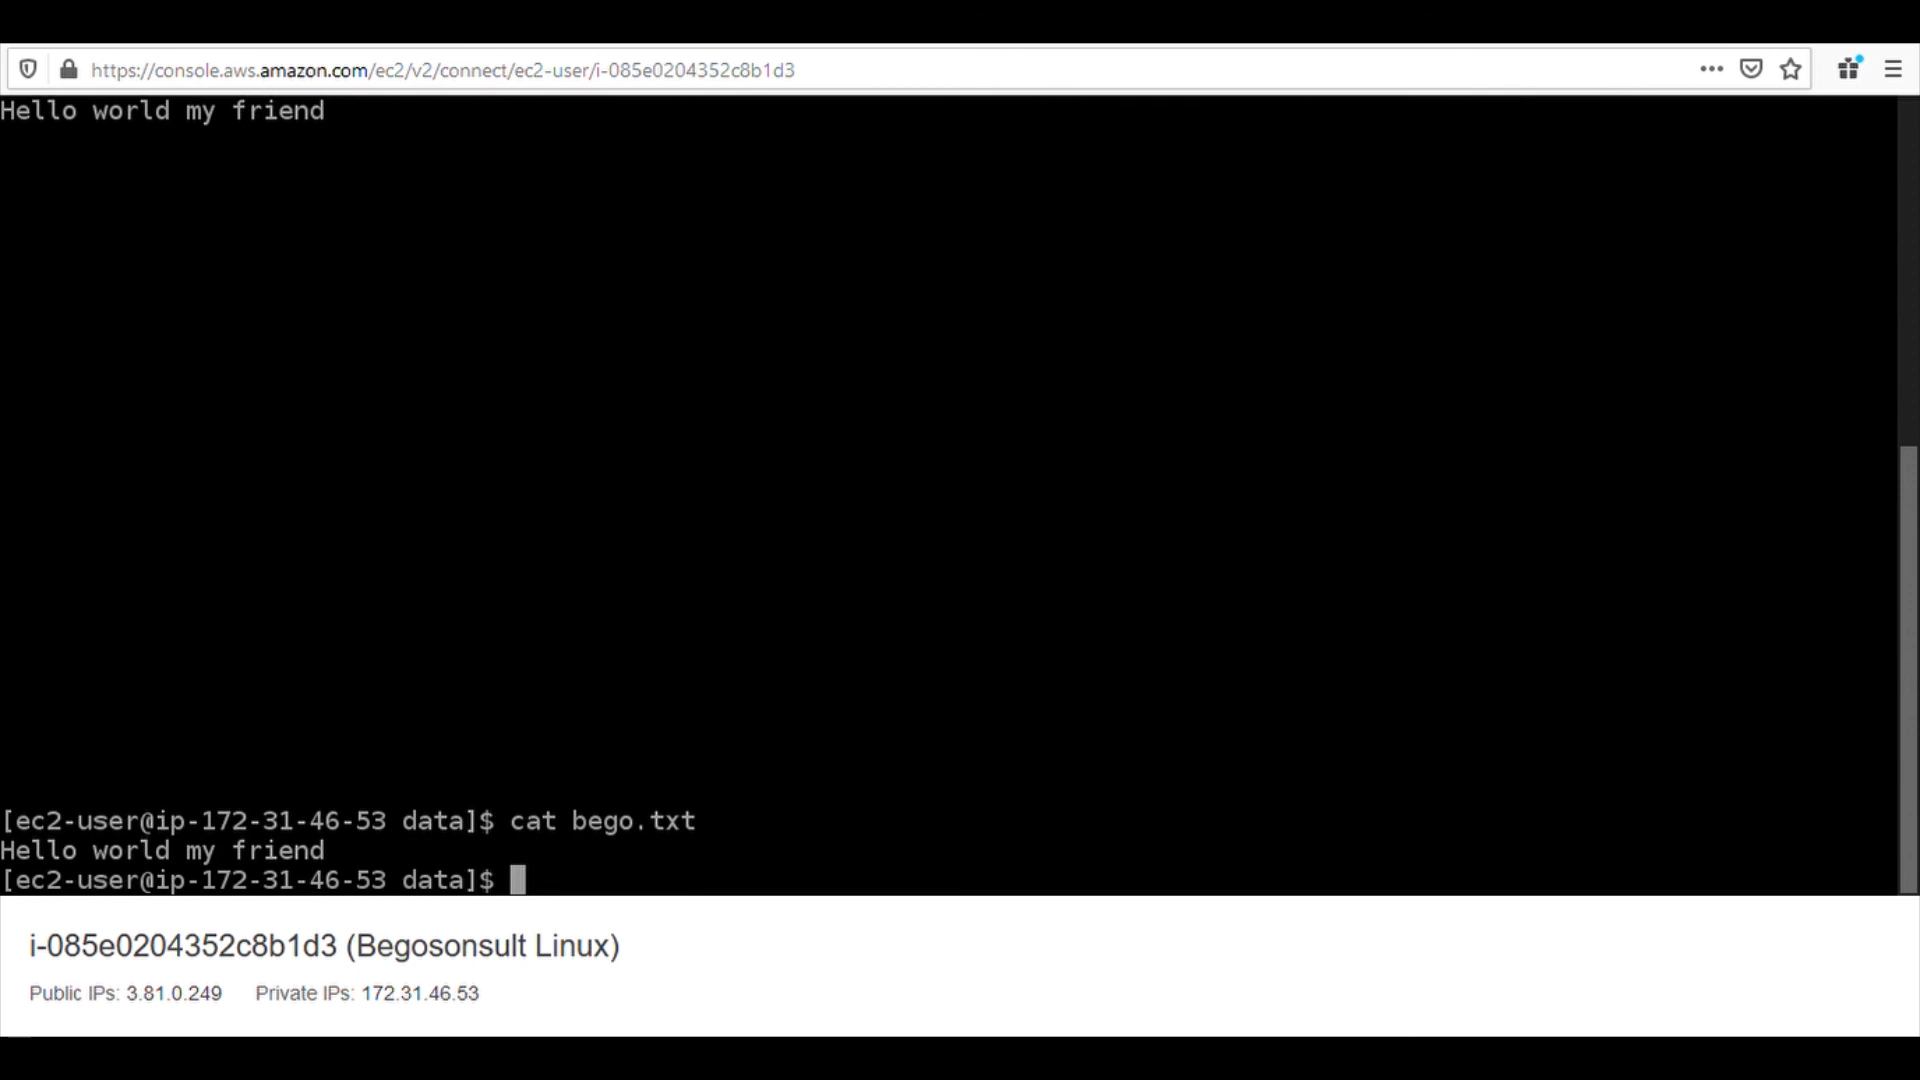 https://console.aws.amazon.com/ec2/v2/connect/ec2-user/i-085e0204352c8b1d3
Hello world my friend
[ec2-user@ip-172-31-46-53 data]$ cat bego.txt
Hello world my friend
[ec2-user@ip-172-31-46-53 data]$
i-085e0204352c8b1d3 (Begosonsult Linux)
Public IPs: 3.81.0.249 Private IPs: 172.31.46.53